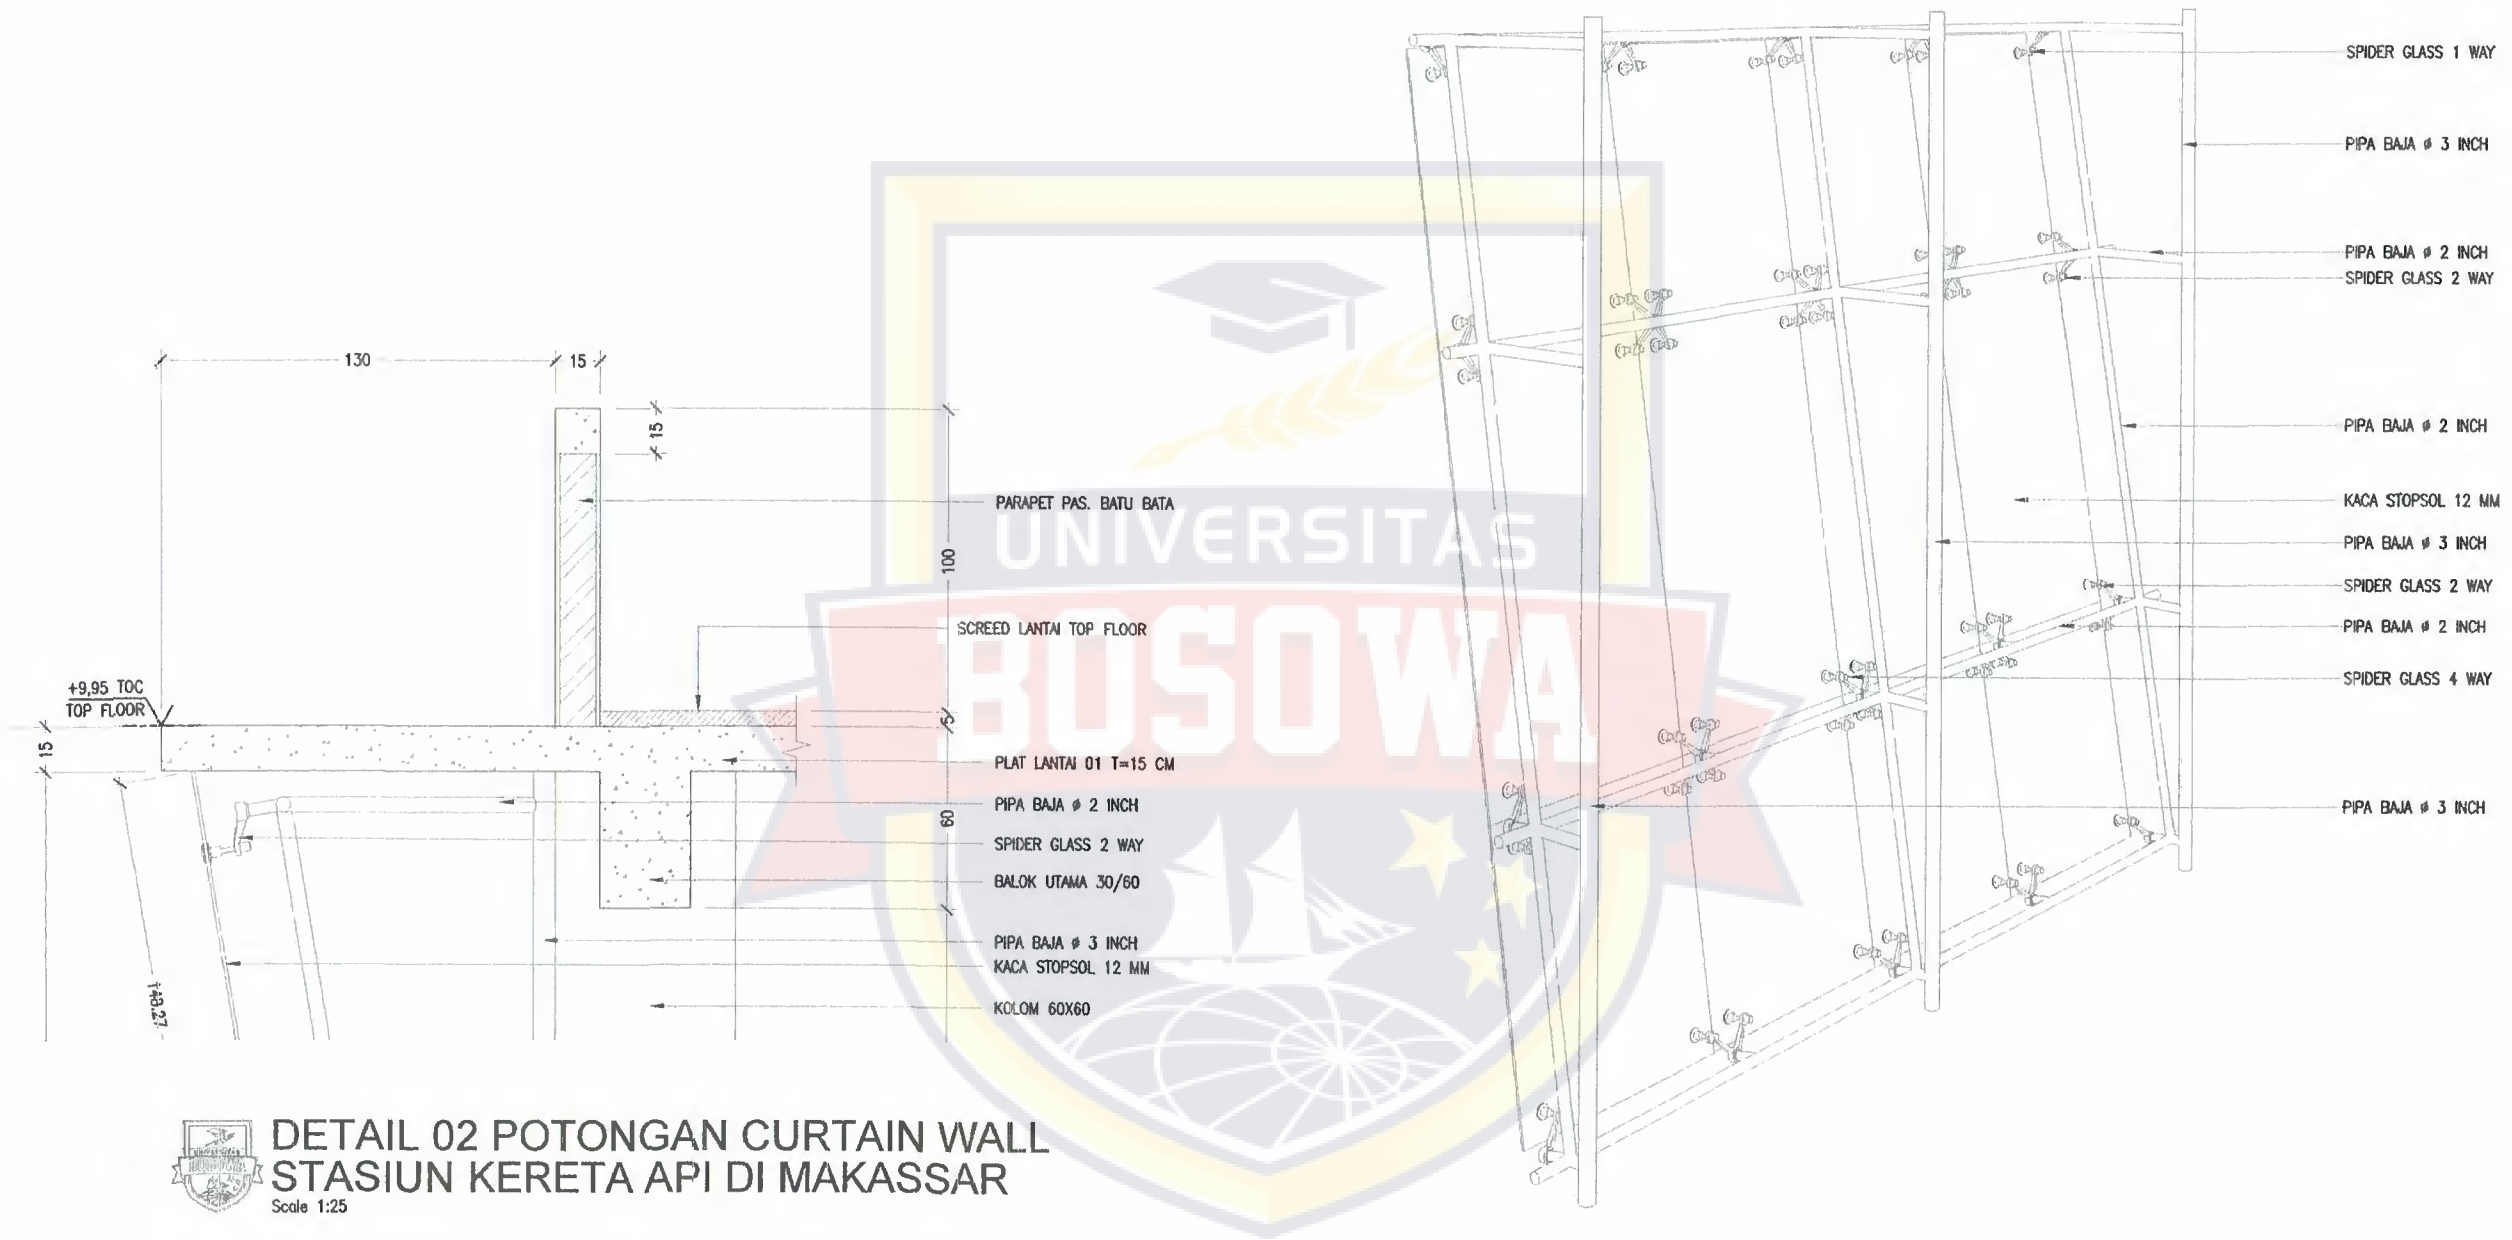 130
15
15
100
5
60
+9,95 TOC
TOP FLOOR
15
PARAPET PAS. BATU BATA
SCREED LANTAI TOP FLOOR
PLAT LANTAI 01 T=15 CM
PIPA BAJA ø 2 INCH
SPIDER GLASS 2 WAY
BALOK UTAMA 30/60
PIPA BAJA ø 3 INCH
KACA STOPSOL 12 MM
KOLOM 60X60
DETAIL 02 POTONGAN CURTAIN WALL
STASIUN KERETA API DI MAKASSAR
Scale 1:25
UNIVERSITAS
BOSOWA
SPIDER GLASS 1 WAY
PIPA BAJA ø 3 INCH
PIPA BAJA ø 2 INCH
SPIDER GLASS 2 WAY
PIPA BAJA ø 2 INCH
KACA STOPSOL 12 MM
PIPA BAJA ø 3 INCH
SPIDER GLASS 2 WAY
PIPA BAJA ø 2 INCH
SPIDER GLASS 4 WAY
PIPA BAJA ø 3 INCH